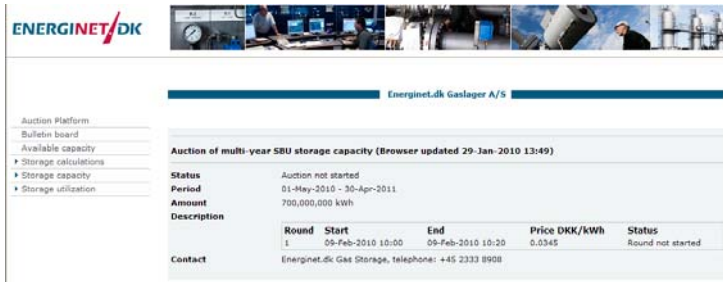 ENERGINET/DK
Energinet.dk Gaslager A/S
Auction Platform
Bulletin board
Available capacity
Storage calculations
Storage capacity
Storage utilization
Auction of multi-year SBU storage capacity (Browser updated 29-Jan-2010 13:49)
Status Auction not started
Period 01-May-2010 - 30-Apr-2011
Amount 700,000,000 kWh
Description
Round Start End Price DKK/kWh Status
1 09-Feb-2010 10:00 09-Feb-2010 10:20 0.0345 Round not started
Contact Energinet.dk Gas Storage, telephone: +45 2333 8908